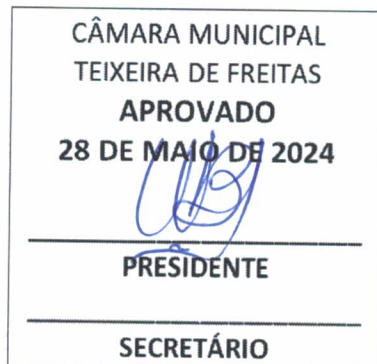 CÂMARA MUNICIPAL
TEIXEIRA DE FREITAS
APROVADO
28 DE MAIO DE 2024
PRESIDENTE
SECRETÁRIO